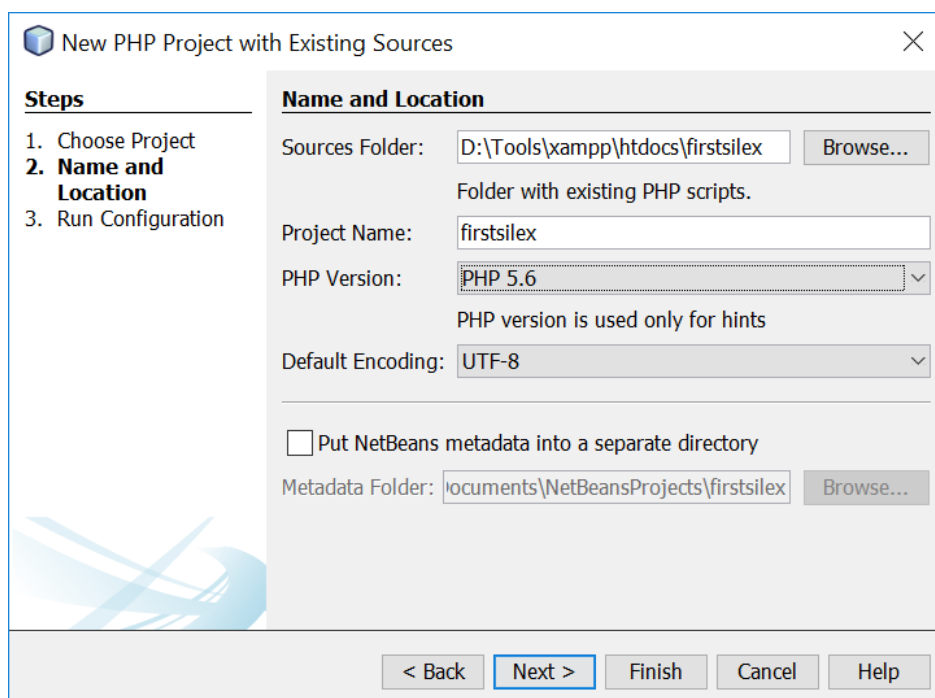 New PHP Project with Existing Sources
Steps
1. Choose Project
2. Name and
Location
3. Run Configuration
Name and Location
Sources Folder: D:\Tools\xampp\htdocs\firstsilex Browse...
Folder with existing PHP scripts.
Project Name: firstsilex
PHP Version: PHP 5.6
PHP version is used only for hints
Default Encoding: UTF-8
Put NetBeans metadata into a separate directory
Metadata Folder: ocuments\NetBeansProjects\firstsilex Browse...
< Back Next > Finish Cancel Help